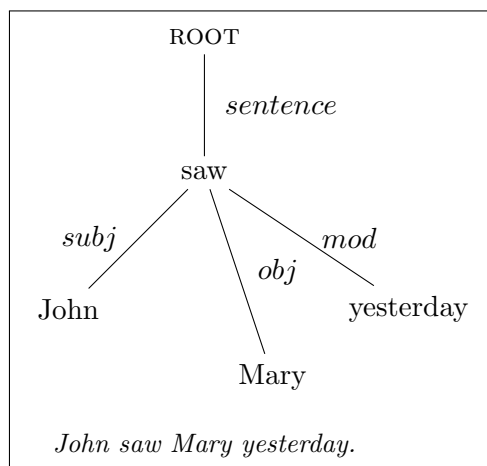 ROOT
sentence
saw
subj
mod
obj
John
yesterday
Mary
John saw Mary yesterday.